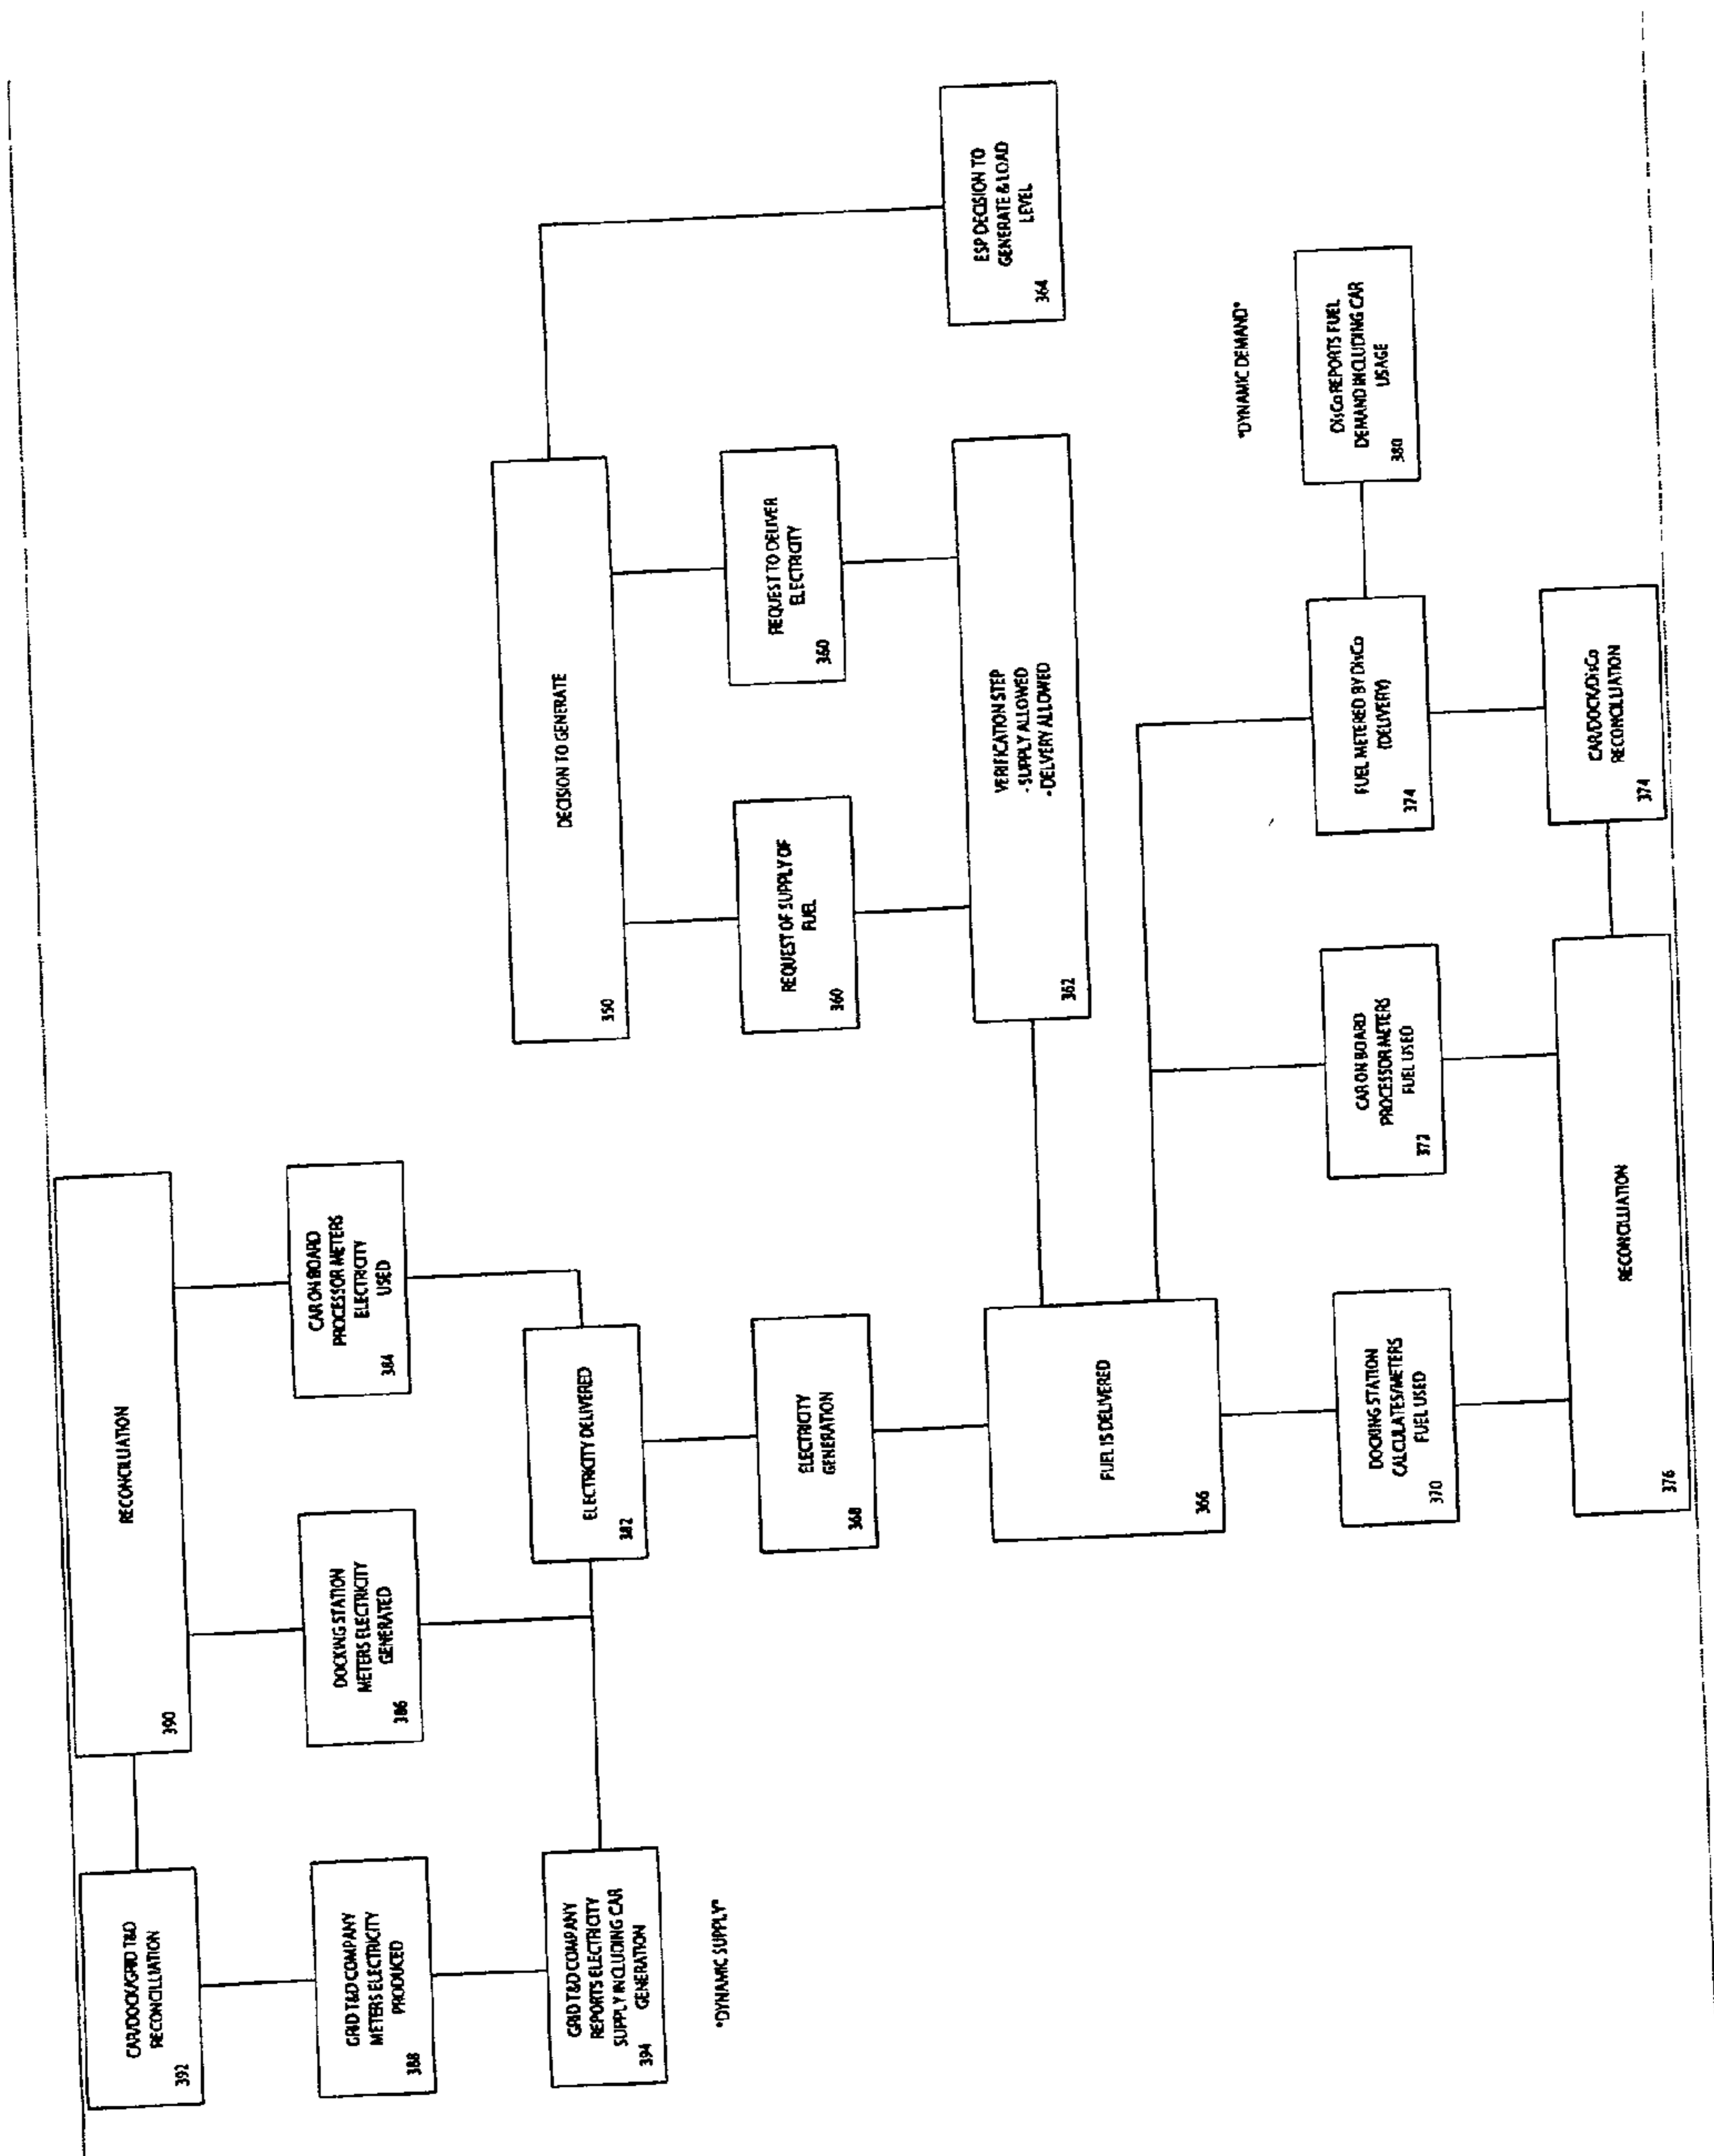 CAR/DOCK/GRID T&D
RECONCILLIATION
392
RECONCILLIATION
390
GRID T&D COMPANY
METERS ELECTRICITY
PRODUCED
388
DOCKING STATION
METERS ELECTRICITY
GENERATED
386
CAR ON BOARD
PROCESSOR METERS
ELECTRICITY
USED
384
GRID T&D COMPANY
REPORTS ELECTRICITY
SUPPLY INCLUDING CAR
GENERATION
394
ELECTRICITY DELIVERED
382
DECISION TO GENERATE
350
*DYNAMIC SUPPLY*
ELECTRICITY
GENERATION
368
REQUEST OF SUPPLY OF
FUEL
360
REQUEST TO DELIVER
ELECTRICITY
360
FUEL IS DELIVERED
366
VERIFICATION STEP
- SUPPLY ALLOWED
- DELVERY ALLOWED
362
ESP DECISION TO
GENERATE & LOAD
LEVEL
364
*DYNAMIC DEMAND*
DOCKING STATION
CALCULATES/METERS
FUEL USED
370
CAR ON BOARD
PROCESSOR METERS
FUEL USED
372
FUEL METERED BY DisCo
(DELIVERY)
374
DisCo REPORTS FUEL
DEMAND INCLUDING CAR
USAGE
380
RECONCILLIATION
376
CAR/DOCK/DisCo
RECONCILLIATION
374